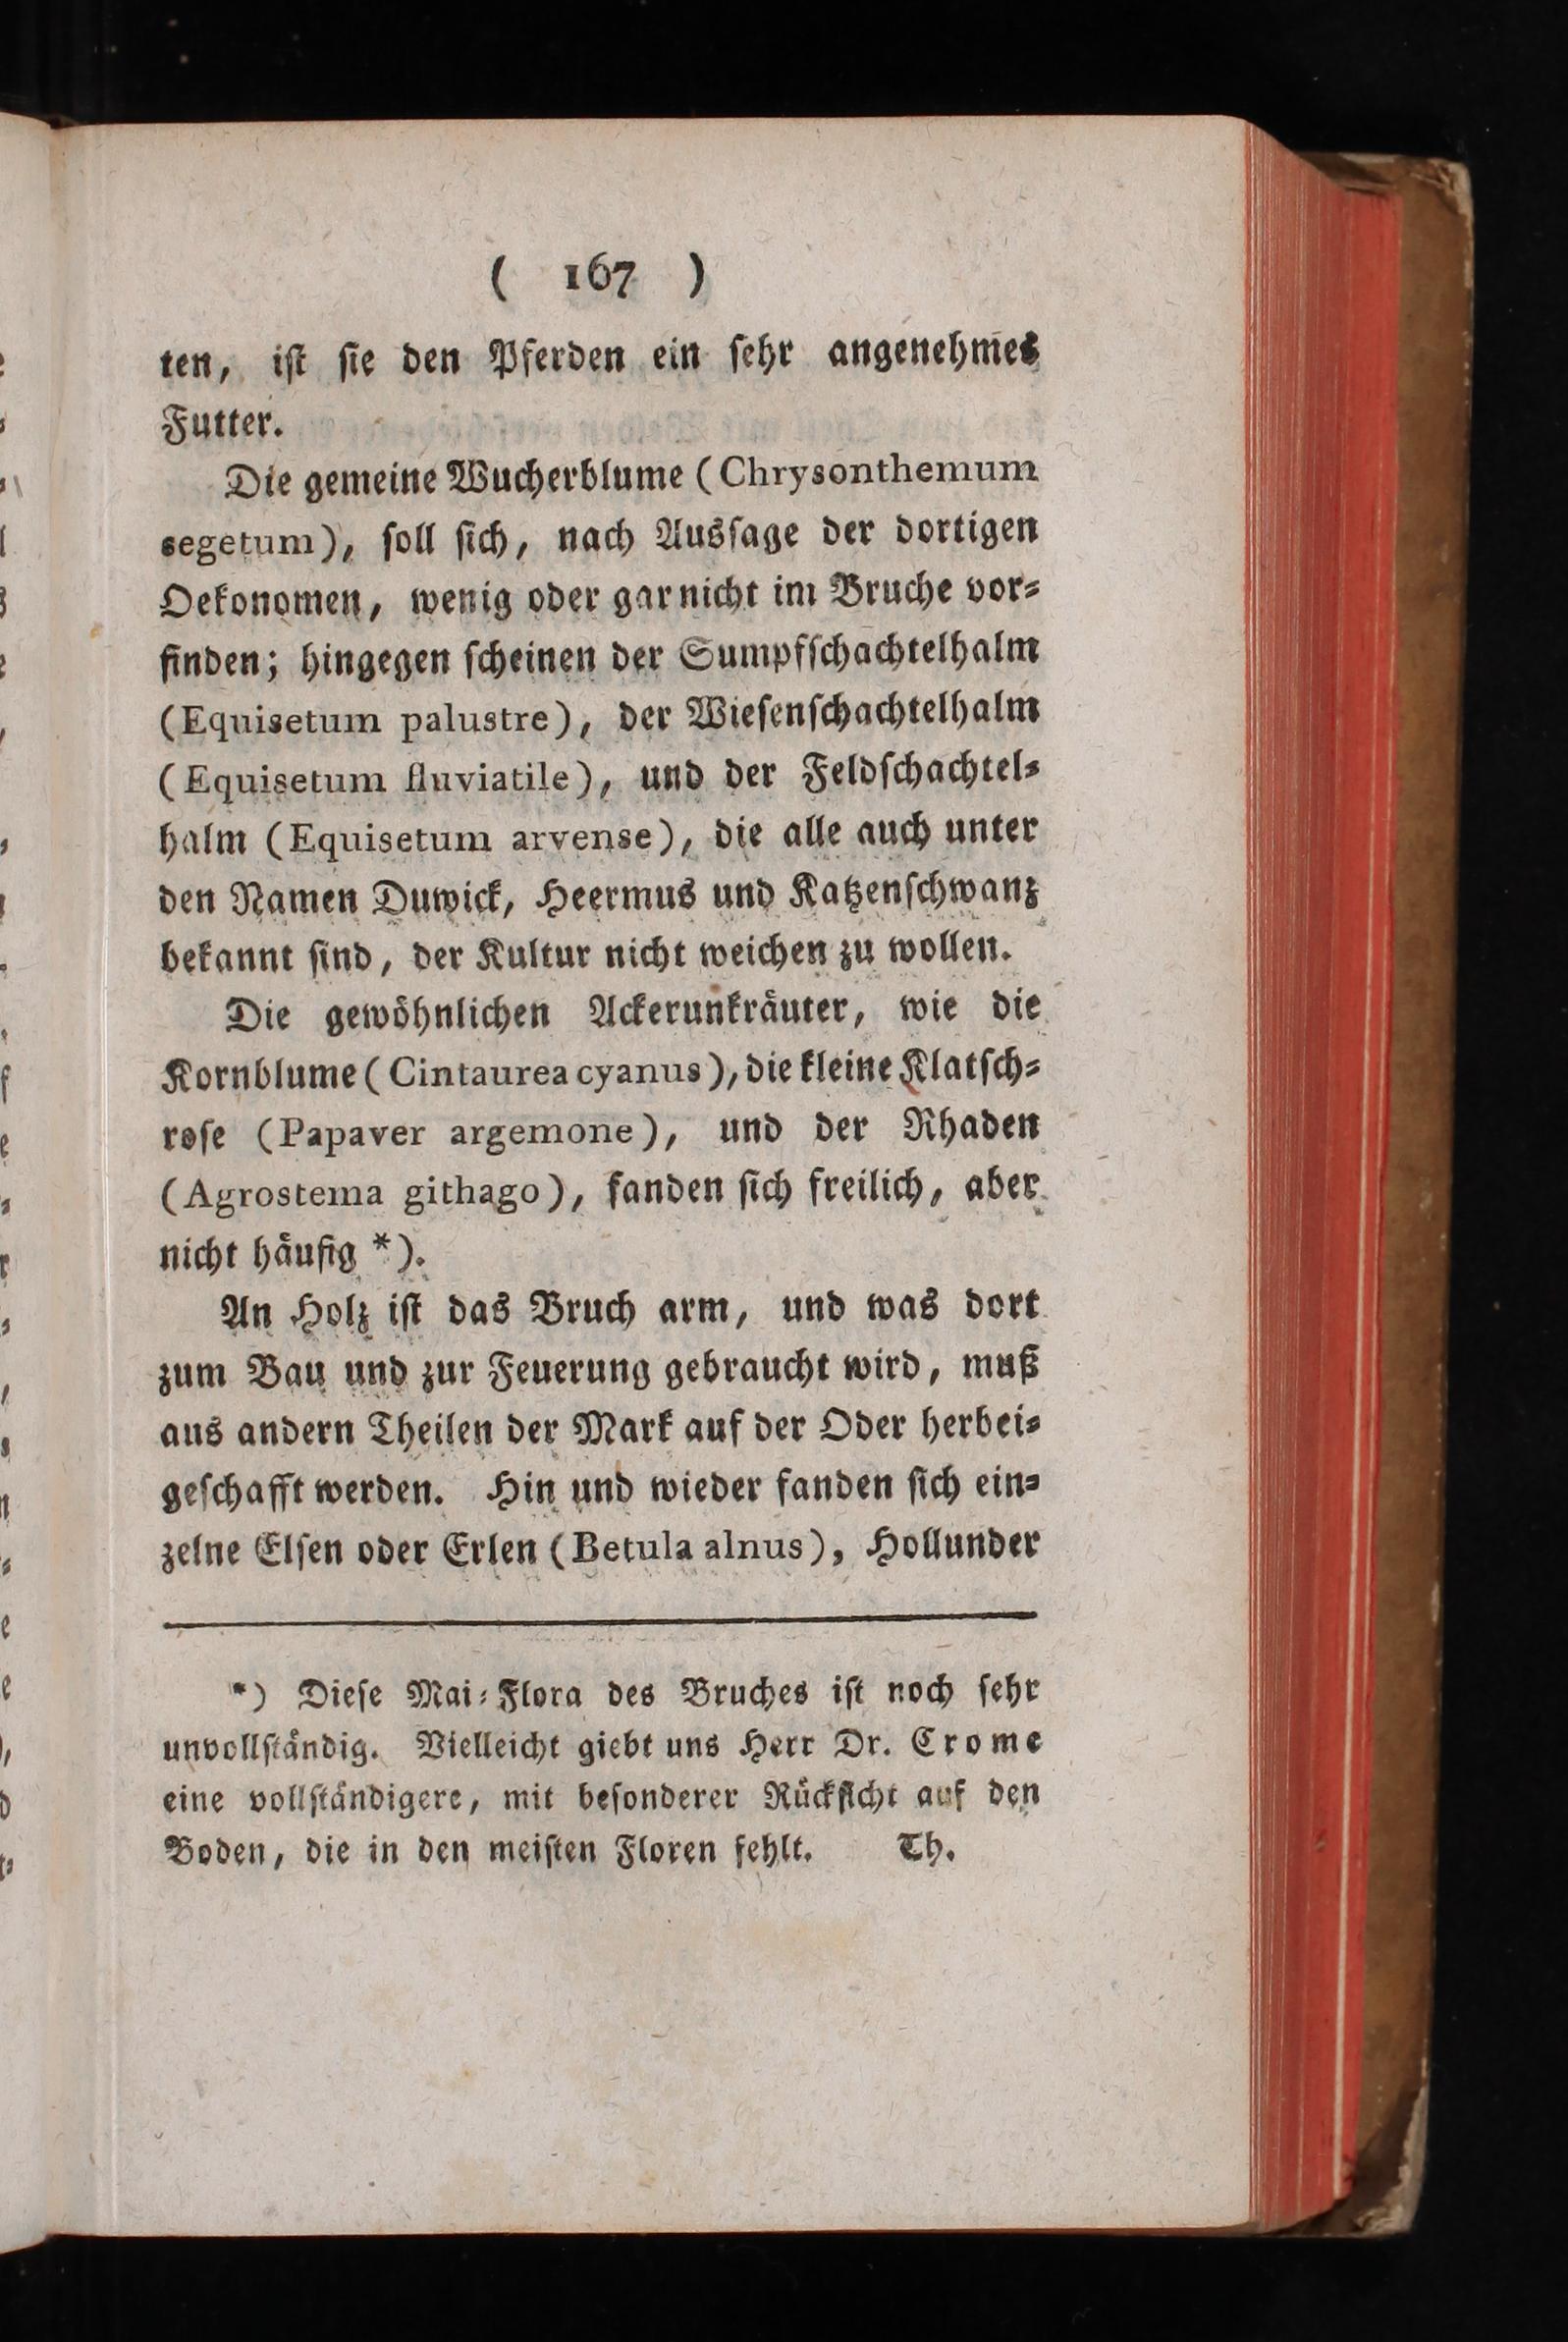 ( 167 )
ten, iſt ſie den Pferden ein ſehr angenehmes
Futter.
Die gemeine Wucherblume (Chrysonthemum
segetum), ſoll ſich, nach Ausſage der dortigen
Oekonomen, wenig oder gar nicht im Bruche vor⸗
finden; hingegen ſcheinen der Sumpfſchachtelhalm
(Equisetum palustre), der Wieſenſchachtelhalm
(Equisetum fluviatile), und der Feldſchachtel⸗
halm (Equisetum arvense), die alle auch unter
den Namen Duwick, Heermus und Katzenſchwanz
bekannt ſind, der Kultur nicht weichen zu wollen.
Die gewöhnlichen Ackerunkräuter, wie die
Kornblume (Cintaurea cyanus), die kleine Klatſch⸗
roſe (Papaver argemone), und der Rhaden
(Agrostema githago), fanden ſich freilich, aber
nicht häufig *).
An Holz iſt das Bruch arm, und was dort
zum Bau und zur Feuerung gebraucht wird, muß
aus andern Theilen der Mark auf der Oder herbei⸗
geſchafft werden. Hin und wieder fanden ſich ein⸗
zelne Elſen oder Erlen (Betula alnus), Hollunder
*) Dieſe Mai⸗Flora des Bruches iſt noch ſehr
unvollſtändig. Vielleicht giebt uns Herr Dr. Crome
eine vollſtändigere, mit beſonderer Rückſicht auf den
Boden, die in den meiſten Floren fehlt. Th.